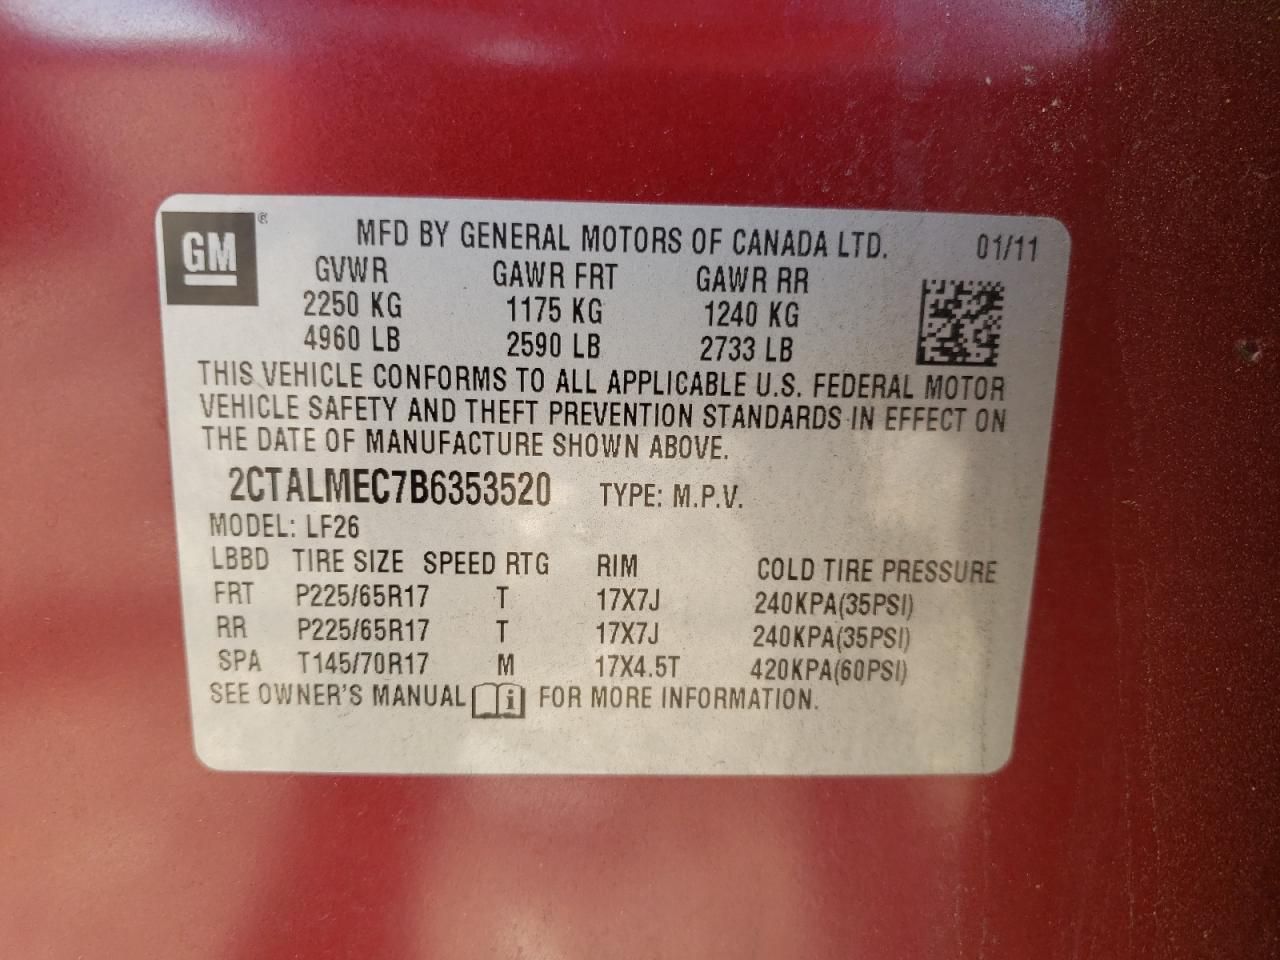 GM ®
MFD BY GENERAL MOTORS OF CANADA LTD. 01/11
GVWR GAWR FRT GAWR RR
2250 KG 1175 KG 1240 KG
4960 LB 2590 LB 2733 LB
THIS VEHICLE CONFORMS TO ALL APPLICABLE U.S. FEDERAL MOTOR
VEHICLE SAFETY AND THEFT PREVENTION STANDARDS IN EFFECT ON
THE DATE OF MANUFACTURE SHOWN ABOVE.
2CTALMEC7B6353520 TYPE: M.P.V.
MODEL: LF26
LBBD TIRE SIZE SPEED RTG RIM COLD TIRE PRESSURE
FRT P225/65R17 T 17X7J 240KPA(35PSI)
RR P225/65R17 T 17X7J 240KPA(35PSI)
SPA T145/70R17 M 17X4.5T 420KPA(60PSI)
SEE OWNER'S MANUAL i FOR MORE INFORMATION.